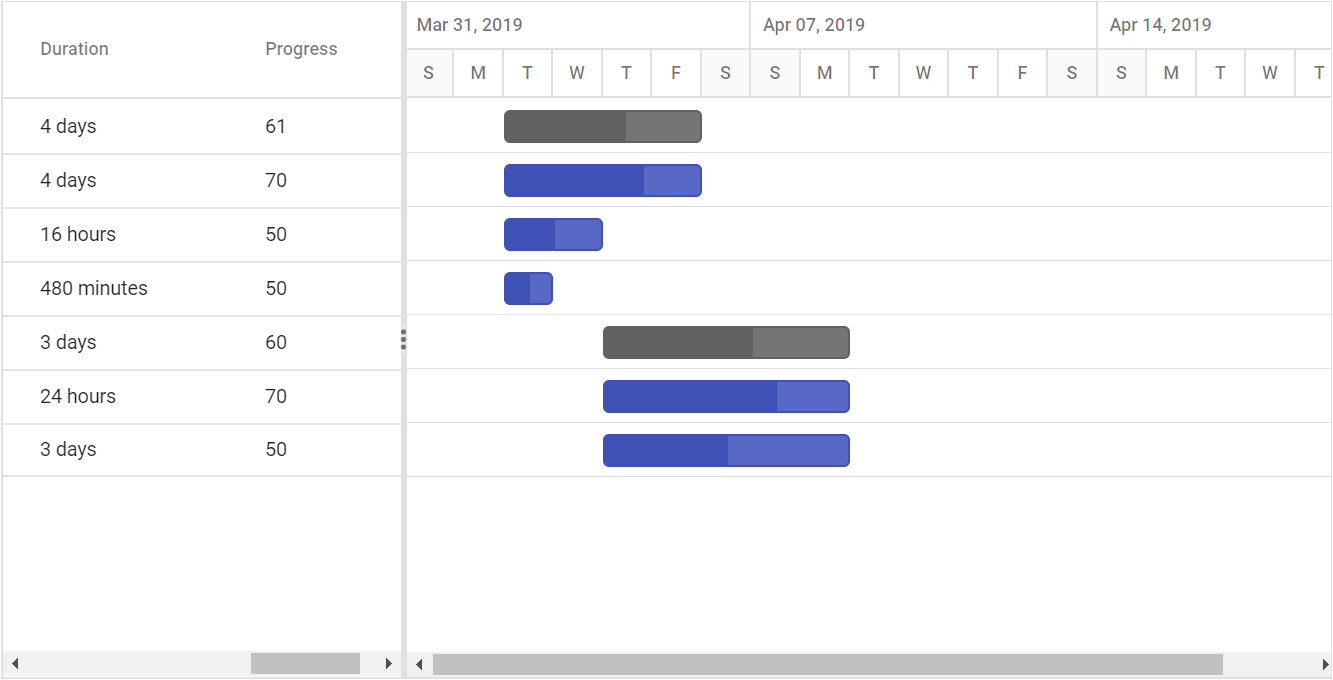 Duration Progress Mar 31, 2019 Apr 07, 2019 Apr 14, 2019
S M T W T F S S M T W T F S S M T W T
4 days 61
4 days 70
16 hours 50
480 minutes 50
3 days 60
24 hours 70
3 days 50